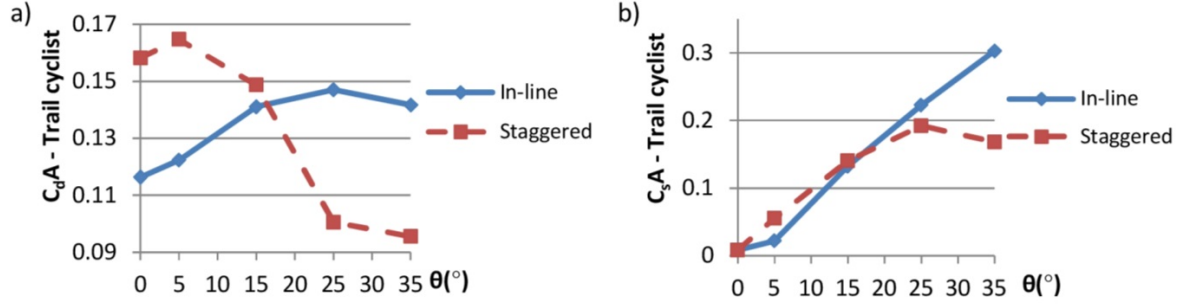 a)
C_dA - Trail cyclist
0.17
0.15
0.13
0.11
0.09
0 5 10 15 20 25 30 35 θ(°)
In-line
Staggered
b)
C_sA - Trail cyclist
0.3
0.2
0.1
0
0 5 10 15 20 25 30 35 θ(°)
In-line
Staggered